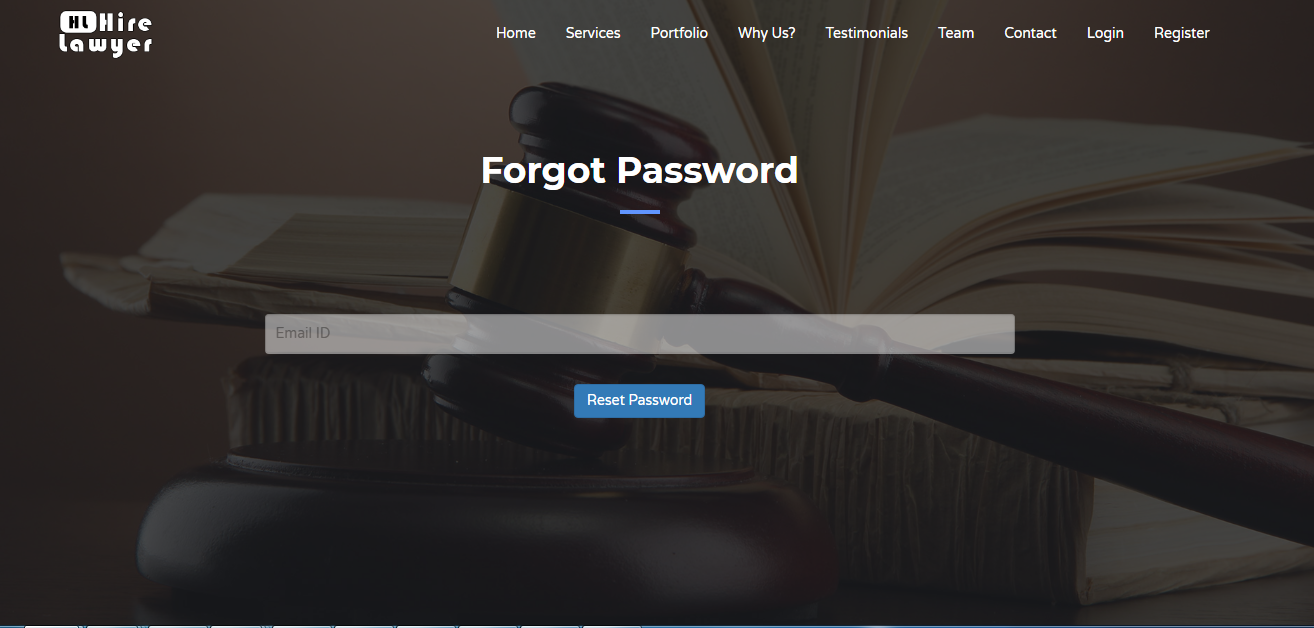 HL Hire
Lawyer
Home Services Portfolio Why Us? Testimonials Team Contact Login Register
Forgot Password
Email ID
Reset Password